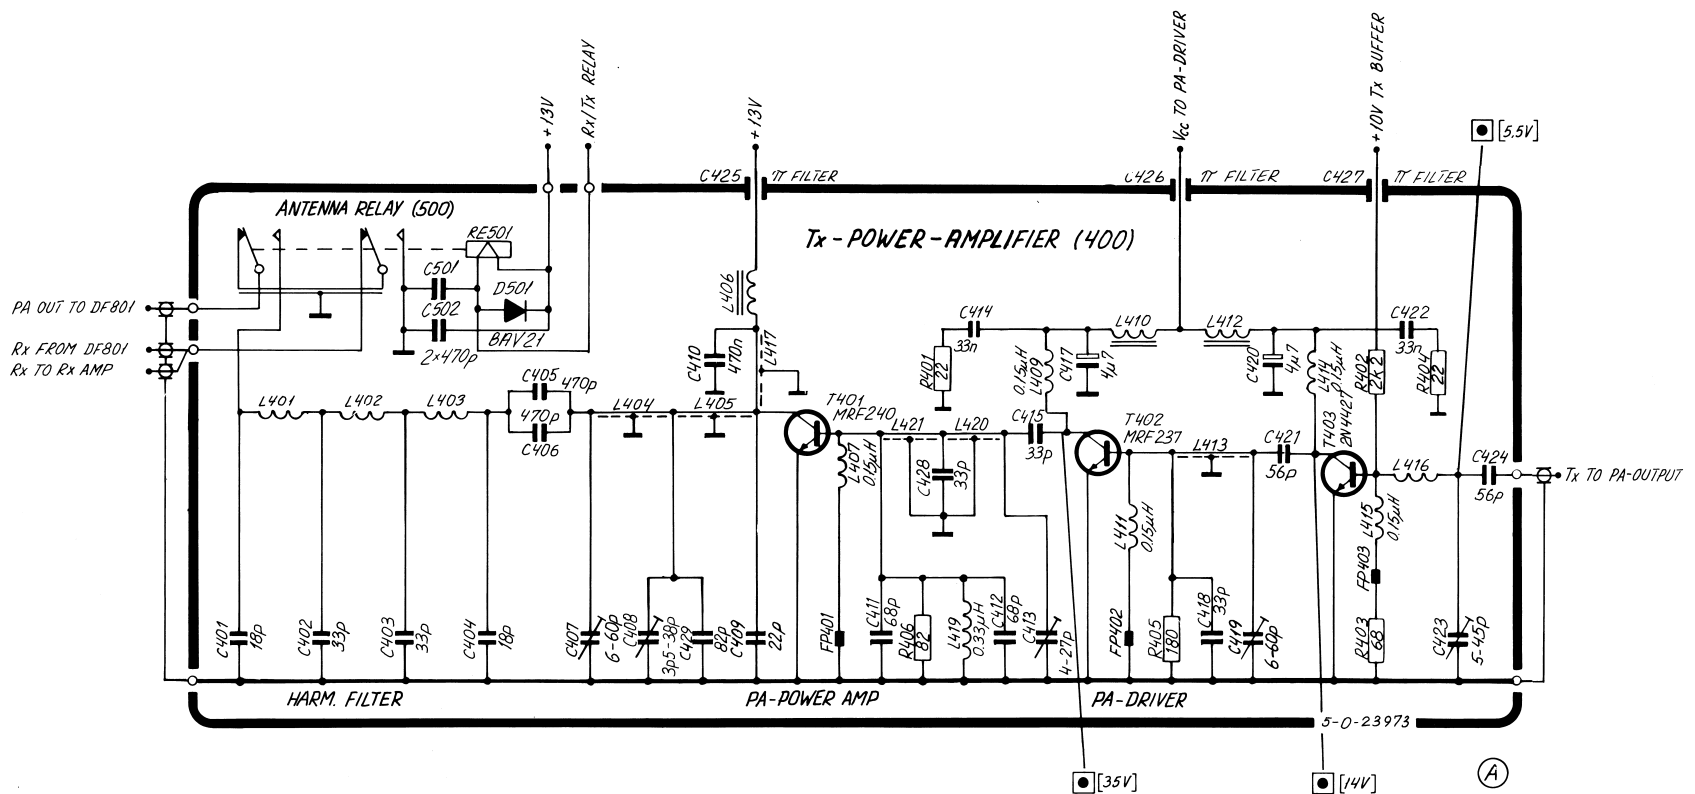 +13V
Rx/Tx RELAY
+13V
Vcc TO PA-DRIVER
+10V Tx BUFFER
[5,5V]
C425
π FILTER
C426
π FILTER
C427
π FILTER
ANTENNA RELAY (500)
Tx-POWER-AMPLIFIER (400)
RE501
C501
D501
C502
BAV21
2x470p
PA OUT TO DF801
Rx FROM DF801
Rx TO Rx AMP
L406
C410
470n
L417
C414
33n
R401
22
0.15µH
L409
C417
4µ7
L410
L412
C420
4µ7
L414
0.15µH
R402
2K2
C422
33n
R404
22
L401
L402
L403
C405
470p
470p
C406
L404
L405
T401
MRF240
L407
0.15µH
L421
L420
C428
33p
C415
33p
T402
MRF237
L413
C421
56p
T403
2N4427
L416
C424
56p
Tx TO PA-OUTPUT
L411
0.15µH
L415
0.15µH
FP403
C401
18p
C402
33p
C403
33p
C404
18p
C407
6-60p
C408
3p5-38p
C429
82p
C409
22p
FP401
C411
68p
R406
82
L419
0.33µH
C412
68p
C413
4-27p
FP402
R405
180
C418
33p
C419
6-60p
R403
68
C423
5-45p
HARM. FILTER
PA-POWER AMP
PA-DRIVER
5-0-23973
[35V]
[14V]
A